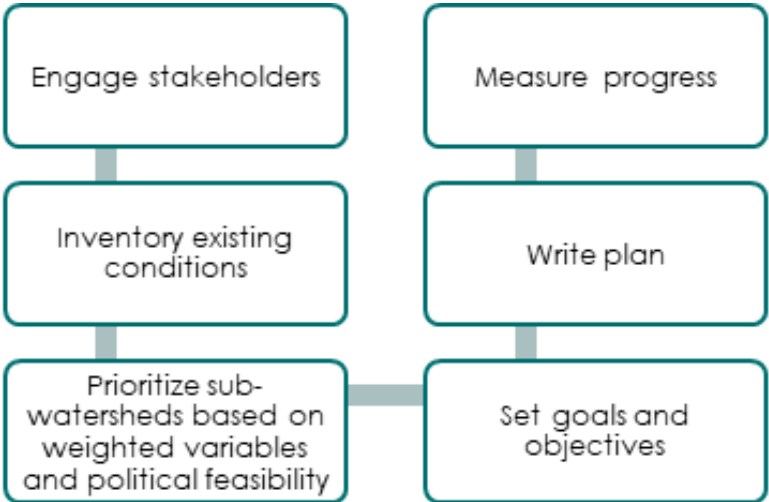 Engage stakeholders
Inventory existing
conditions
Prioritize sub-
watersheds based on
weighted variables
and political feasibility
Set goals and
objectives
Write plan
Measure progress